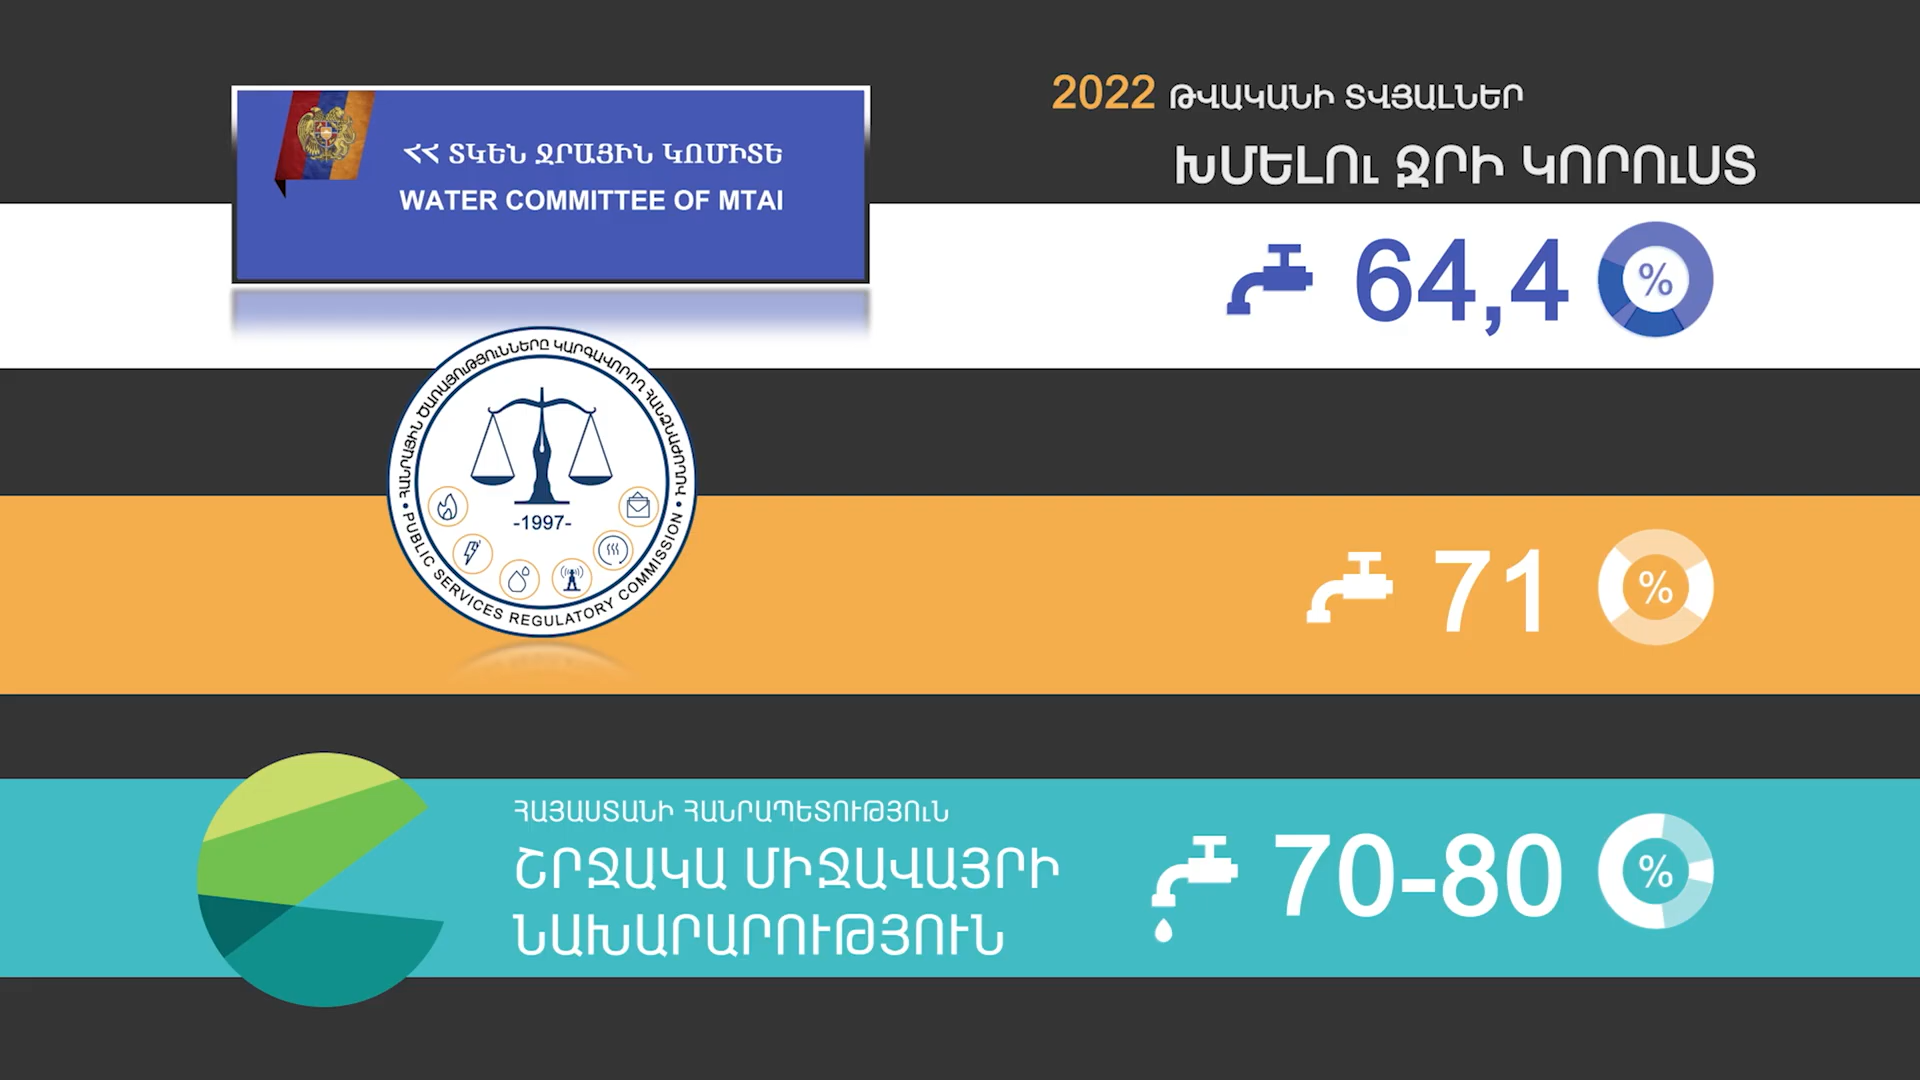 2022 ԹՎԱԿԱՆԻ ՏՎՅԱԼՆԵՐ
ԽՄԵԼՈՒ ՋՐԻ ԿՈՐՈՒՍՏ
ՀՀ ՏԿԵՆ ՋՐԱՅԻՆ ԿՈՄԻՏԵ
WATER COMMITTEE OF MTAI
64,4 %
ՀԱՆՐԱՅԻՆ ԾԱՌԱՅՈՒԹՅՈՒՆՆԵՐԸ ԿԱՐԳԱՎՈՐՈՂ ՀԱՆՁՆԱԺՈՂՈՎ
-1997-
• PUBLIC SERVICES REGULATORY COMMISSION •
71 %
ՀԱՅԱՍՏԱՆԻ ՀԱՆՐԱՊԵՏՈՒԹՅՈՒՆ
ՇՐՋԱԿԱ ՄԻՋԱՎԱՅՐԻ
ՆԱԽԱՐԱՐՈՒԹՅՈՒՆ
70-80 %